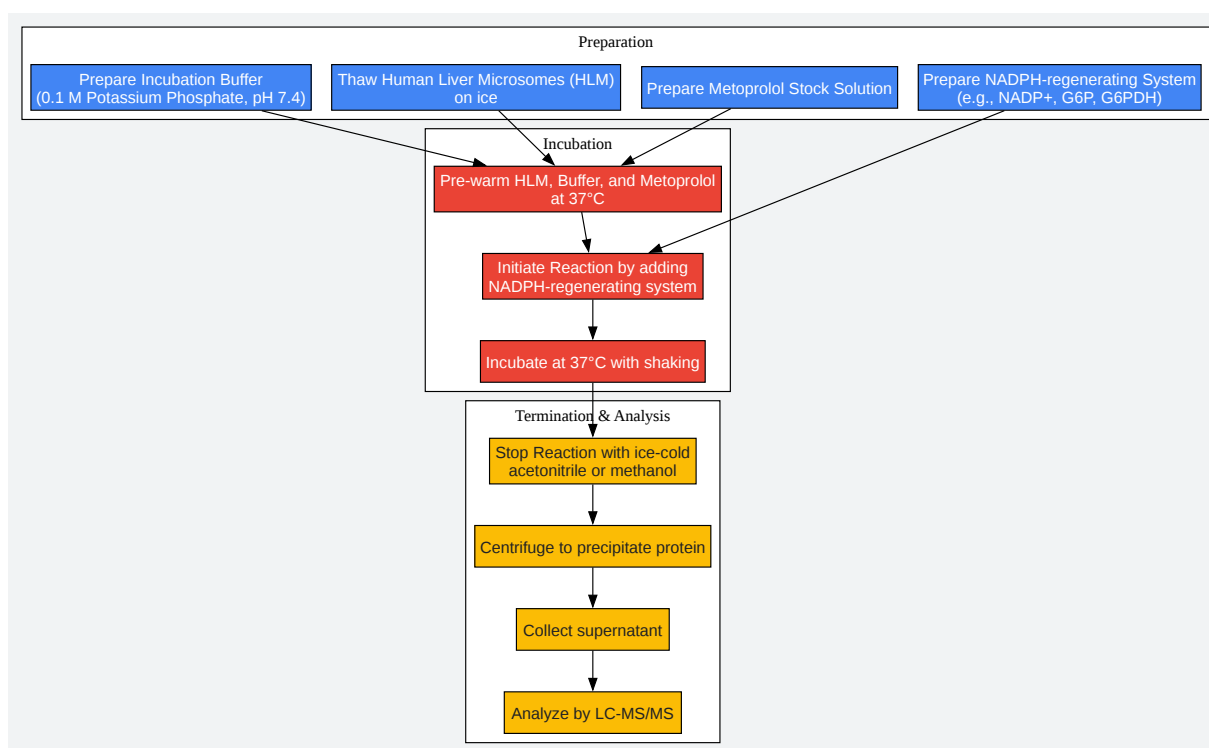 Preparation
Prepare Incubation Buffer
(0.1 M Potassium Phosphate, pH 7.4)
Thaw Human Liver Microsomes (HLM)
on ice
Prepare Metoprolol Stock Solution
Prepare NADPH-regenerating System
(e.g., NADP+, G6P, G6PDH)
Incubation
Pre-warm HLM, Buffer, and Metoprolol
at 37°C
Initiate Reaction by adding
NADPH-regenerating system
Incubate at 37°C with shaking
Termination & Analysis
Stop Reaction with ice-cold
acetonitrile or methanol
Centrifuge to precipitate protein
Collect supernatant
Analyze by LC-MS/MS